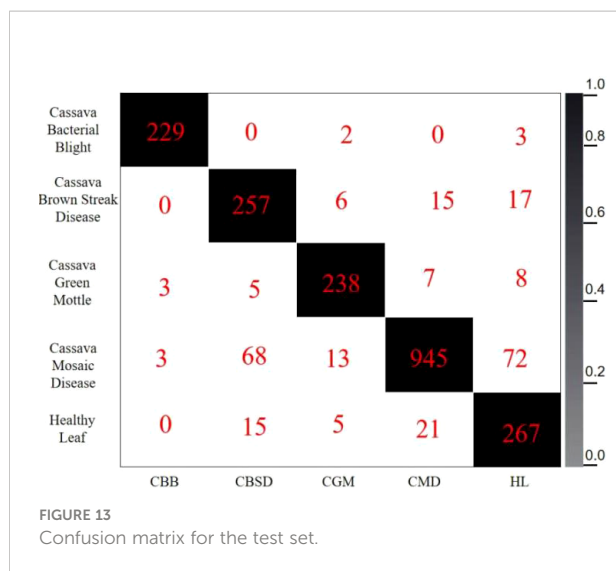 Cassava
Bacterial
Blight
229 0 2 0 3
Cassava
Brown Streak
Disease
0 257 6 15 17
Cassava
Green
Mottle
3 5 238 7 8
Cassava
Mosaic
Disease
3 68 13 945 72
Healthy
Leaf
0 15 5 21 267
CBB CBSD CGM CMD HL
1.0
0.8
0.6
0.4
0.2
0.0
FIGURE 13
Confusion matrix for the test set.